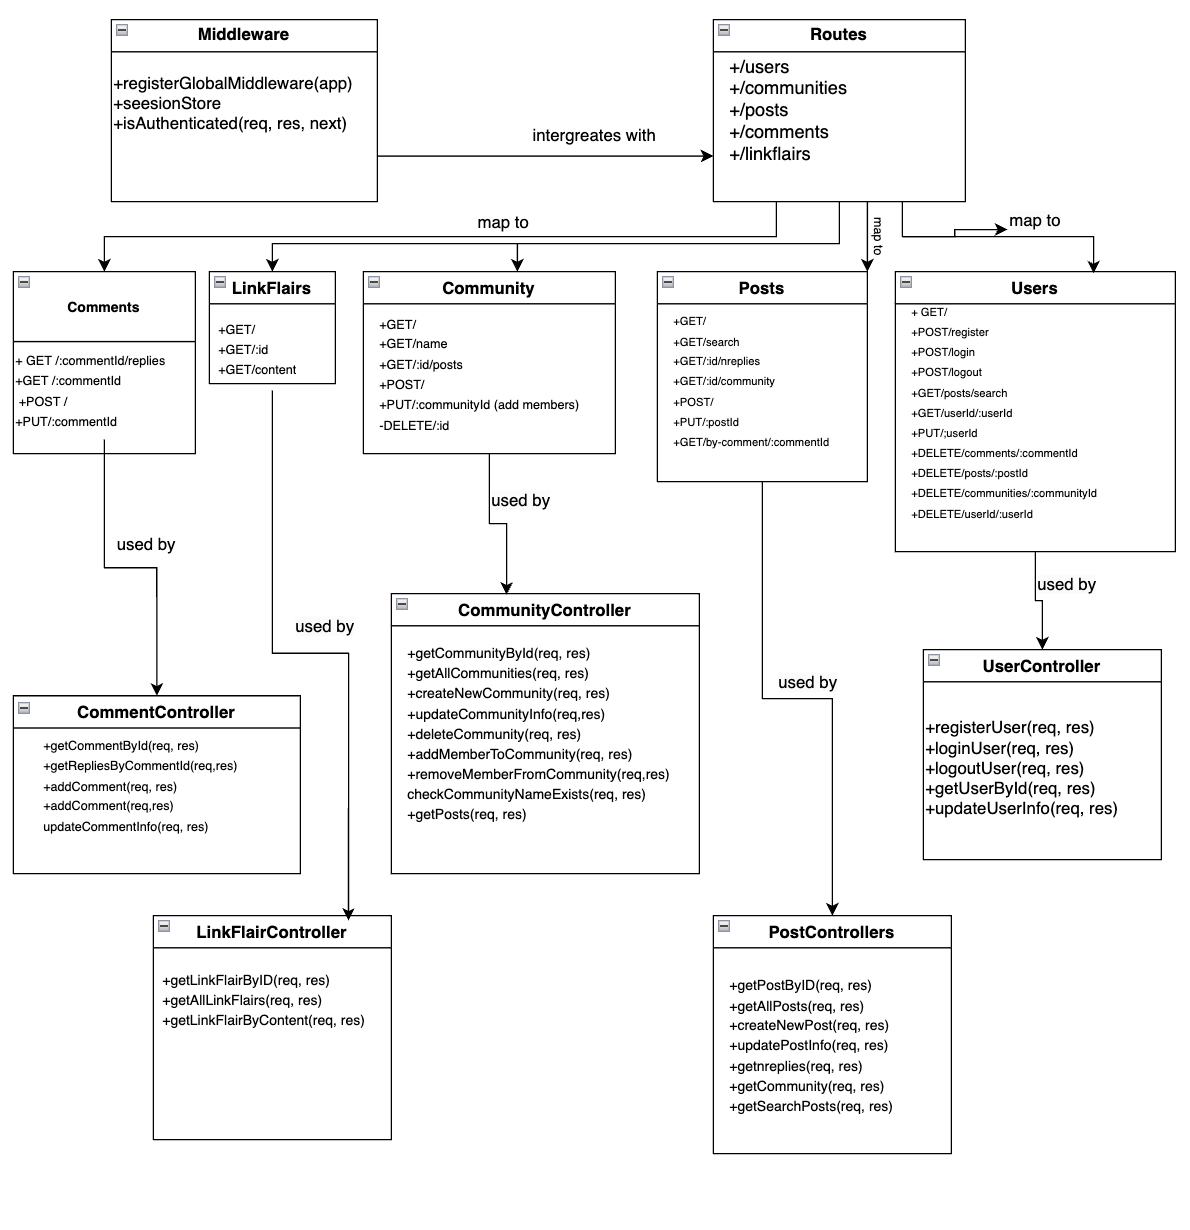 Middleware
+registerGlobalMiddleware(app)
+seesionStore
+isAuthenticated(req, res, next)
intergreates with
Routes
+/users
+/communities
+/posts
+/comments
+/linkflairs
map to
map to
map to
Comments
+ GET /:commentId/replies
+GET /:commentId
+POST /
+PUT/:commentId
LinkFlairs
+GET/
+GET/:id
+GET/content
Community
+GET/
+GET/name
+GET/:id/posts
+POST/
+PUT/:communityId (add members)
-DELETE/:id
Posts
+GET/
+GET/search
+GET/:id/nreplies
+GET/:id/community
+POST/
+PUT/:postId
+GET/by-comment/:commentId
Users
+ GET/
+POST/register
+POST/login
+POST/logout
+GET/posts/search
+GET/userId/:userId
+PUT/;userId
+DELETE/comments/:commentId
+DELETE/posts/:postId
+DELETE/communities/:communityId
+DELETE/userId/:userId
used by
used by
used by
used by
used by
CommentController
+getCommentById(req, res)
+getRepliesByCommentId(req,res)
+addComment(req, res)
+addComment(req,res)
updateCommentInfo(req, res)
CommunityController
+getCommunityById(req, res)
+getAllCommunities(req, res)
+createNewCommunity(req, res)
+updateCommunityInfo(req,res)
+deleteCommunity(req, res)
+addMemberToCommunity(req, res)
+removeMemberFromCommunity(req,res)
checkCommunityNameExists(req, res)
+getPosts(req, res)
UserController
+registerUser(req, res)
+loginUser(req, res)
+logoutUser(req, res)
+getUserById(req, res)
+updateUserInfo(req, res)
LinkFlairController
+getLinkFlairByID(req, res)
+getAllLinkFlairs(req, res)
+getLinkFlairByContent(req, res)
PostControllers
+getPostByID(req, res)
+getAllPosts(req, res)
+createNewPost(req, res)
+updatePostInfo(req, res)
+getnreplies(req, res)
+getCommunity(req, res)
+getSearchPosts(req, res)